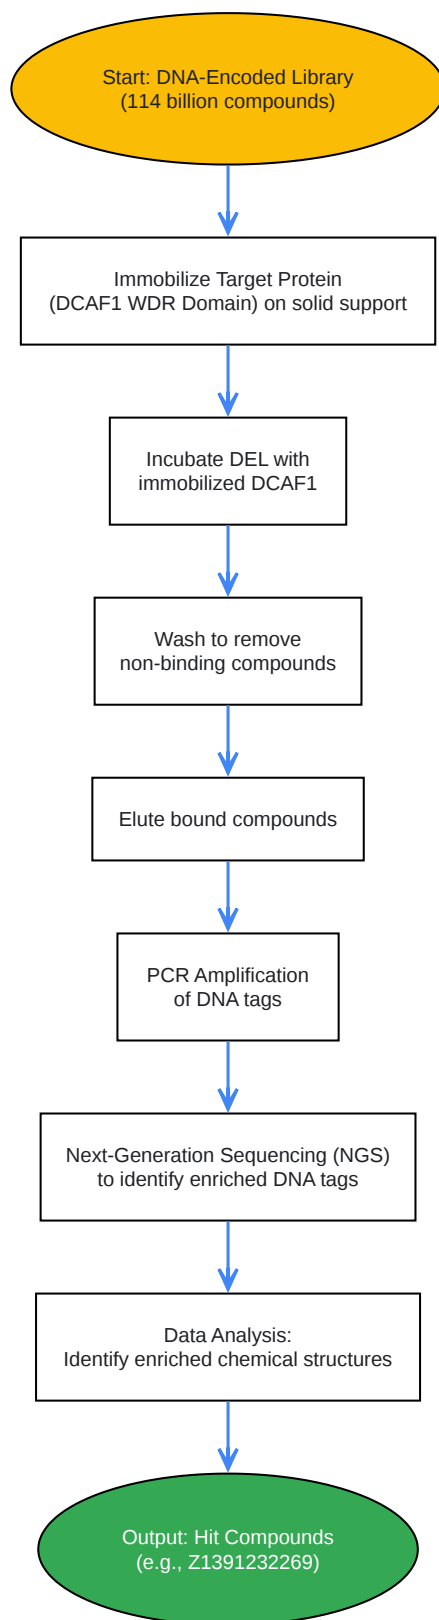 Start: DNA-Encoded Library
(114 billion compounds)
Immobilize Target Protein
(DCAF1 WDR Domain) on solid support
Incubate DEL with
immobilized DCAF1
Wash to remove
non-binding compounds
Elute bound compounds
PCR Amplification
of DNA tags
Next-Generation Sequencing (NGS)
to identify enriched DNA tags
Data Analysis:
Identify enriched chemical structures
Output: Hit Compounds
(e.g., Z1391232269)